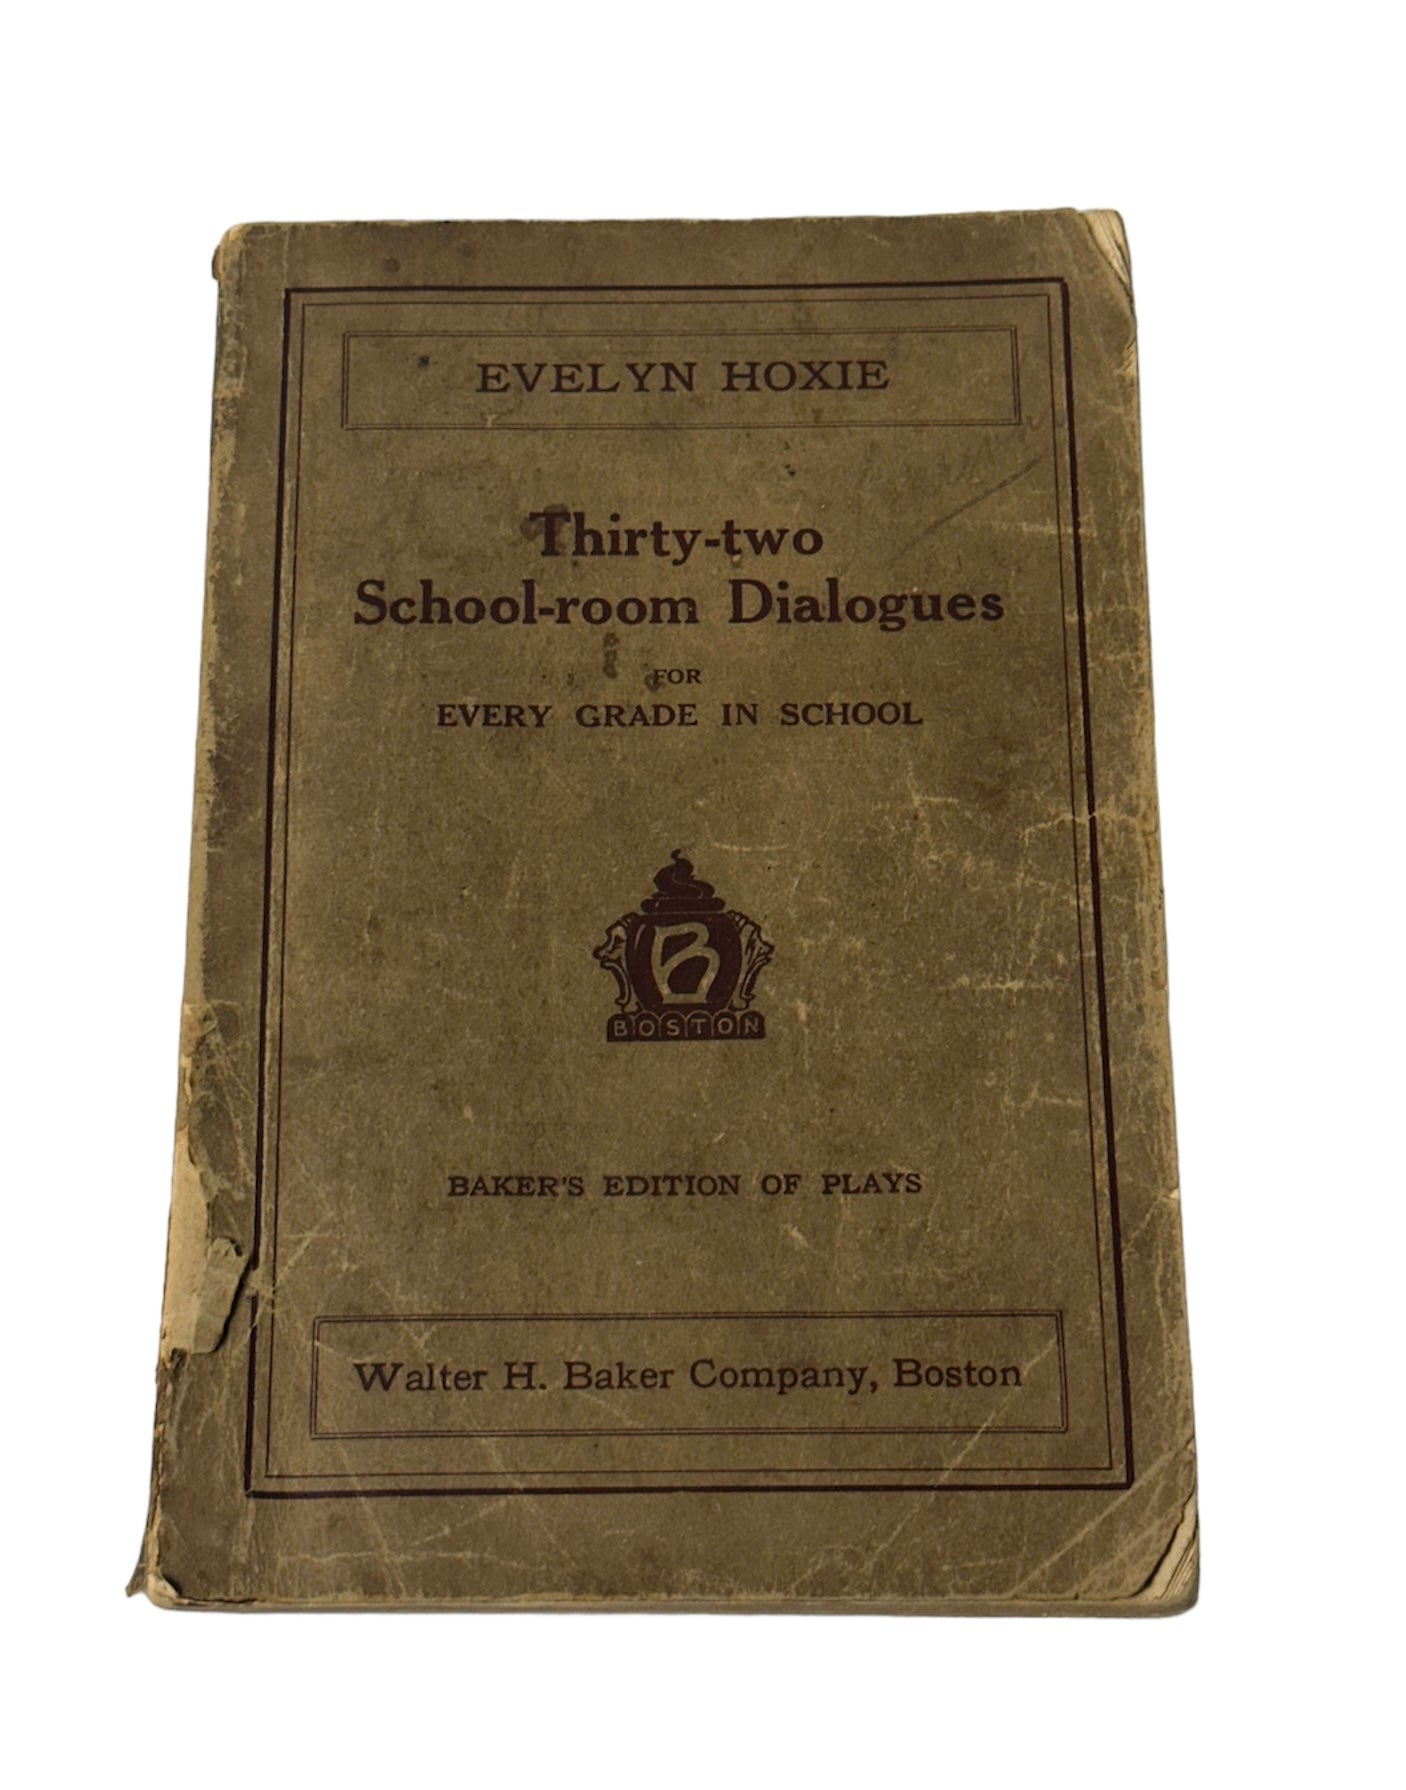 EVELYN HOXIE
Thirty-two
School-room Dialogues
FOR
EVERY GRADE IN SCHOOL
B
BOSTON
BAKER'S EDITION OF PLAYS
Walter H. Baker Company, Boston